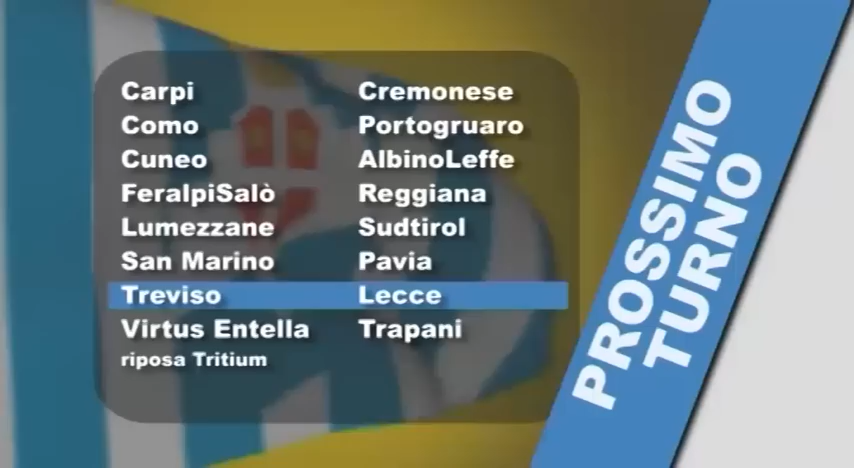 Carpi Cremonese
Como Portogruaro
Cuneo AlbinoLeffe
FeralpiSalò Reggiana
Lumezzane Sudtirol
San Marino Pavia
Treviso Lecce
Virtus Entella Trapani
riposa Tritium
PROSSIMO
TURNO